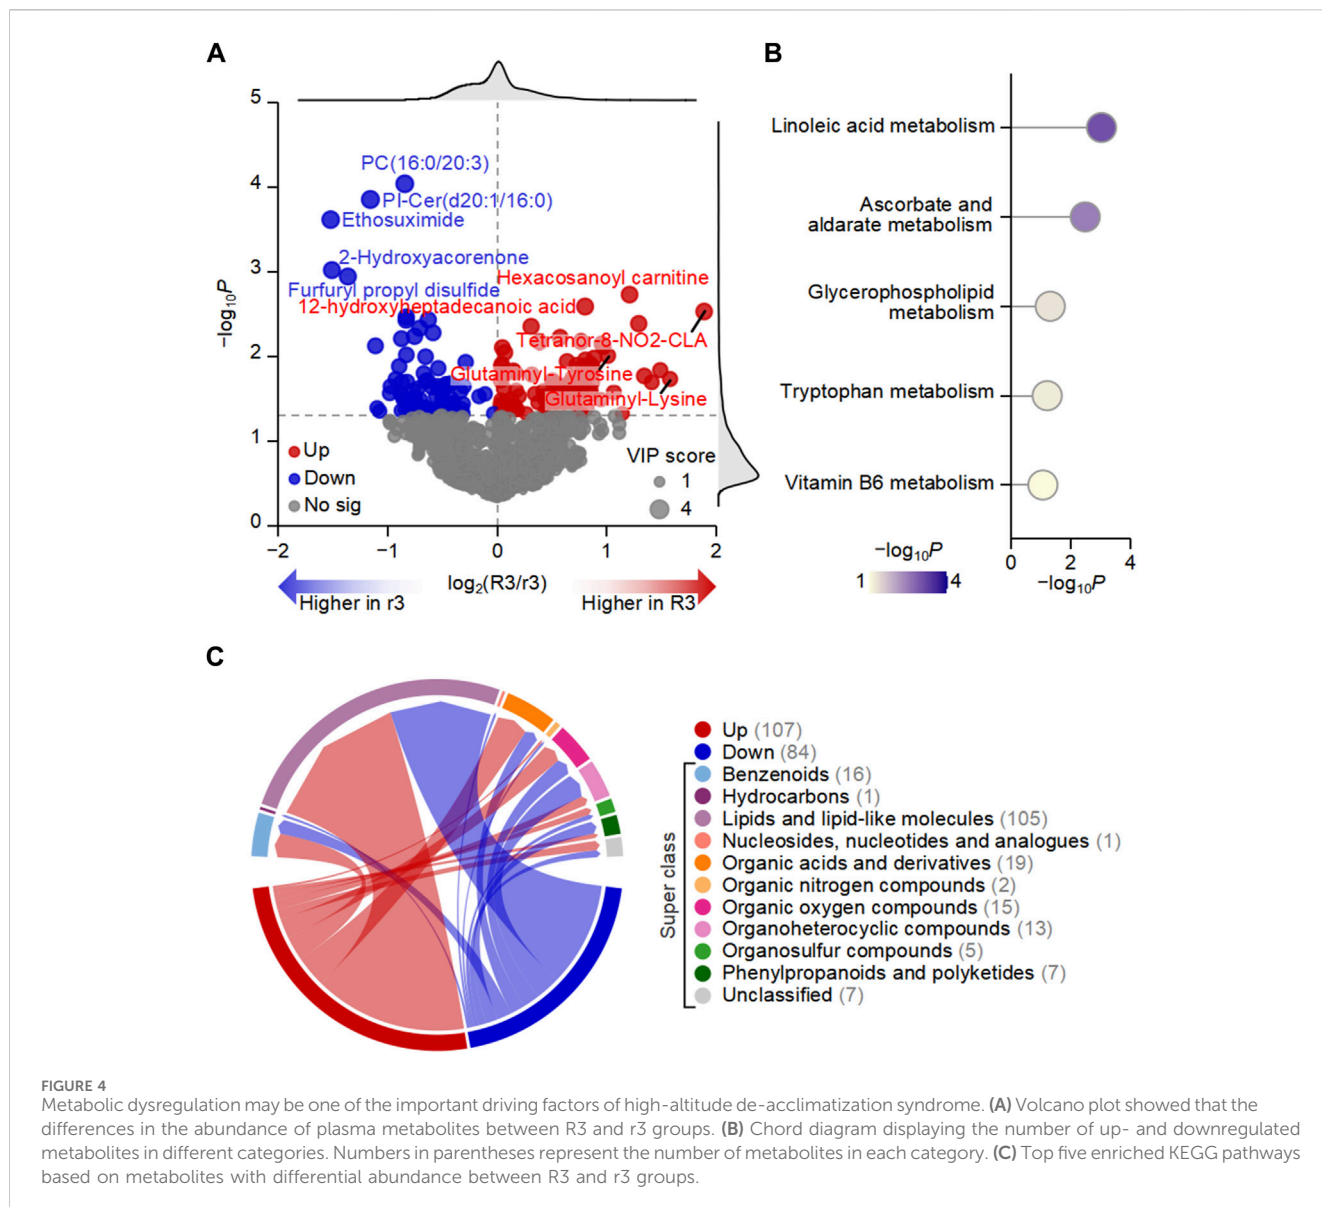 A
5
4
3
2
1
0
−log₁₀P
PC(16:0/20:3)
PI-Cer(d20:1/16:0)
Ethosuximide
2-Hydroxyacorenone
Furfuryl propyl disulfide
Hexacosanoyl carnitine
12-hydroxyheptadecanoic acid
Tetranor-8-NO2-CLA
Glutaminyl-Tyrosine
Glutaminyl-Lysine
Up
Down
No sig
VIP score
1
4
−2 −1 0 1 2
log₂(R3/r3)
Higher in r3
Higher in R3
B
Linoleic acid metabolism
Ascorbate and
aldarate metabolism
Glycerophospholipid
metabolism
Tryptophan metabolism
Vitamin B6 metabolism
0 2 4
−log₁₀P
−log₁₀P
1 4
C
Up (107)
Down (84)
Super class
Benzenoids (16)
Hydrocarbons (1)
Lipids and lipid-like molecules (105)
Nucleosides, nucleotides and analogues (1)
Organic acids and derivatives (19)
Organic nitrogen compounds (2)
Organic oxygen compounds (15)
Organoheterocyclic compounds (13)
Organosulfur compounds (5)
Phenylpropanoids and polyketides (7)
Unclassified (7)
FIGURE 4
Metabolic dysregulation may be one of the important driving factors of high-altitude de-acclimatization syndrome. (A) Volcano plot showed that the
differences in the abundance of plasma metabolites between R3 and r3 groups. (B) Chord diagram displaying the number of up- and downregulated
metabolites in different categories. Numbers in parentheses represent the number of metabolites in each category. (C) Top five enriched KEGG pathways
based on metabolites with differential abundance between R3 and r3 groups.